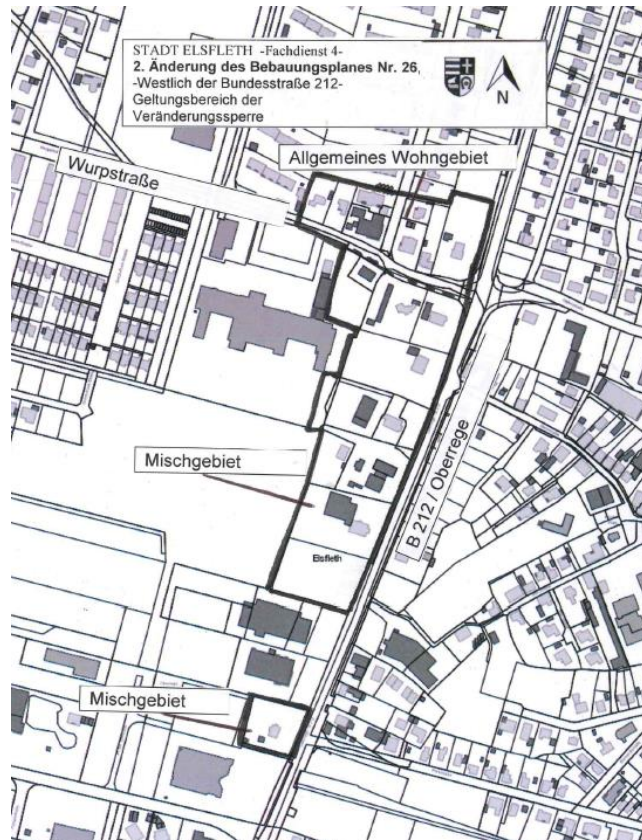 STADT ELSFLETH -Fachdienst 4-
2. Änderung des Bebauungsplanes Nr. 26,
-Westlich der Bundesstraße 212-
Geltungsbereich der
Veränderungssperre
N
Allgemeines Wohngebiet
Wurpstraße
Mischgebiet
B 212 / Oberrege
Elsfleth
Mischgebiet